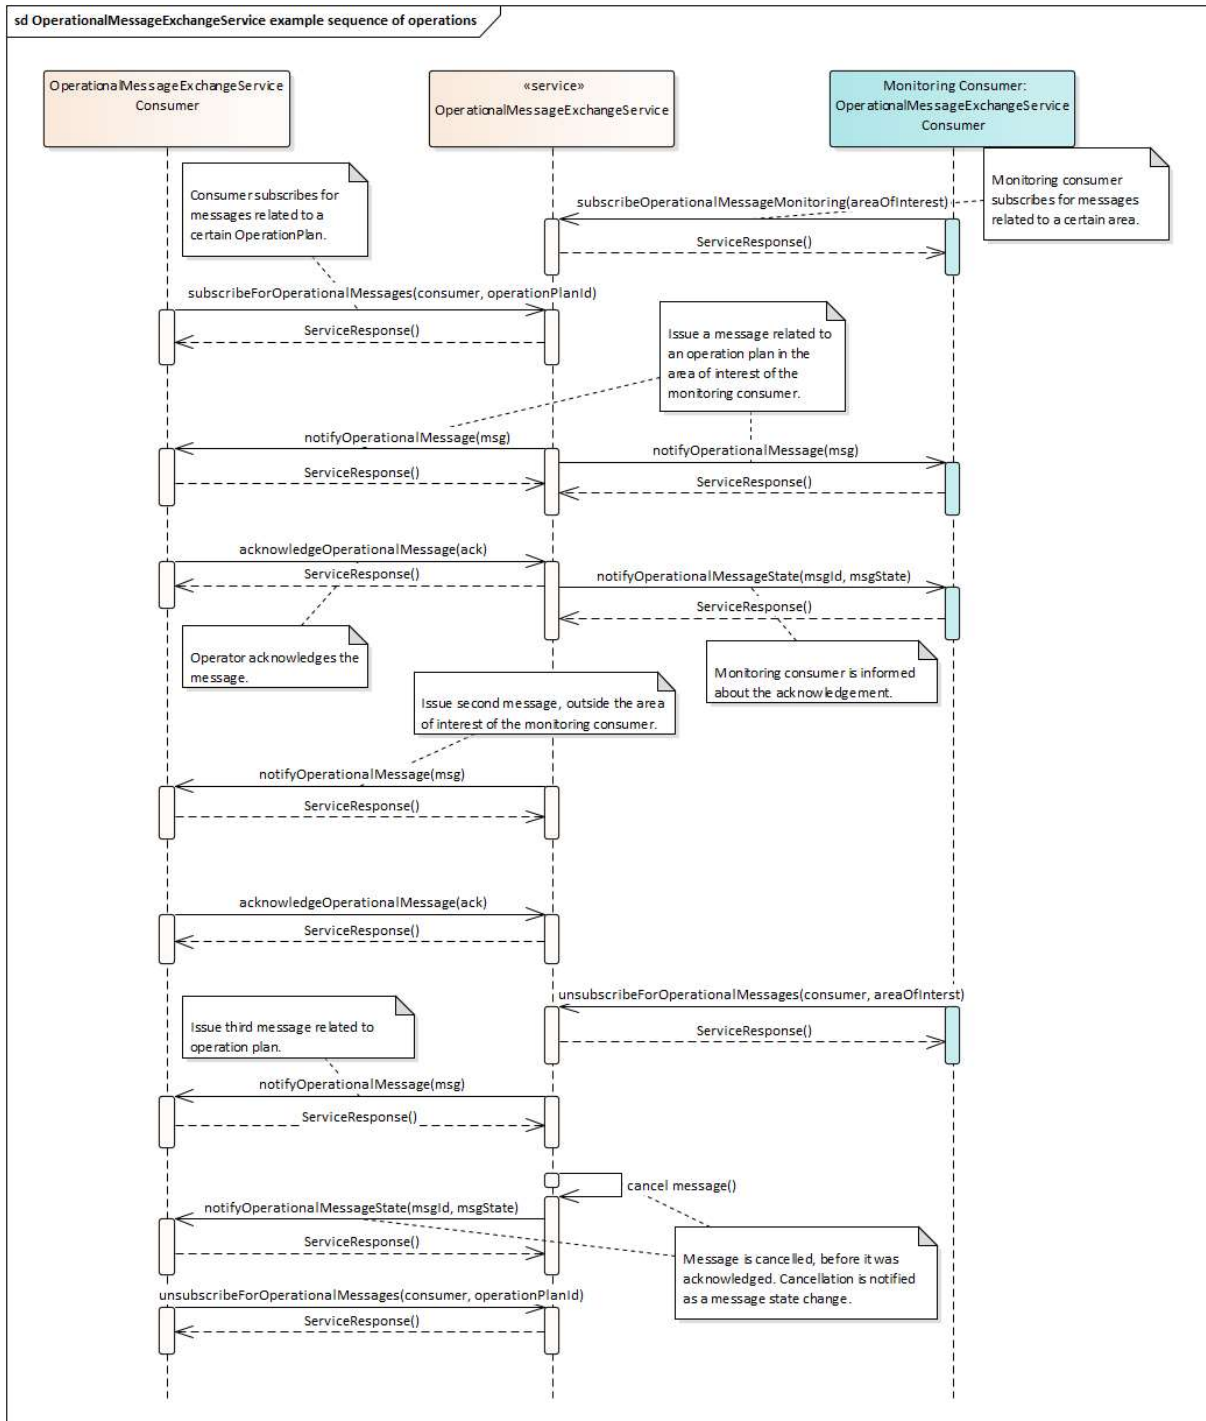 sd OperationalMessageExchangeService example sequence of operations
OperationalMessageExchangeService
Consumer
«service»
OperationalMessageExchangeService
Monitoring Consumer:
OperationalMessageExchangeService
Consumer
Consumer subscribes for
messages related to a
certain OperationPlan.
Monitoring consumer
subscribes for messages
related to a certain area.
subscribeOperationalMessageMonitoring(areaOfInterest)
ServiceResponse()
subscribeForOperationalMessages(consumer, operationPlanId)
ServiceResponse()
Issue a message related to
an operation plan in the
area of interest of the
monitoring consumer.
notifyOperationalMessage(msg)
notifyOperationalMessage(msg)
ServiceResponse()
ServiceResponse()
acknowledgeOperationalMessage(ack)
ServiceResponse()
notifyOperationalMessageState(msgId, msgState)
ServiceResponse()
Operator acknowledges the
message.
Monitoring consumer is informed
about the acknowledgement.
Issue second message, outside the area
of interest of the monitoring consumer.
notifyOperationalMessage(msg)
ServiceResponse()
acknowledgeOperationalMessage(ack)
ServiceResponse()
unsubscribeForOperationalMessages(consumer, areaOfInterst)
ServiceResponse()
Issue third message related to
operation plan.
notifyOperationalMessage(msg)
ServiceResponse()
cancel message()
notifyOperationalMessageState(msgId, msgState)
ServiceResponse()
Message is cancelled, before it was
acknowledged. Cancellation is notified
as a message state change.
unsubscribeForOperationalMessages(consumer, operationPlanId)
ServiceResponse()